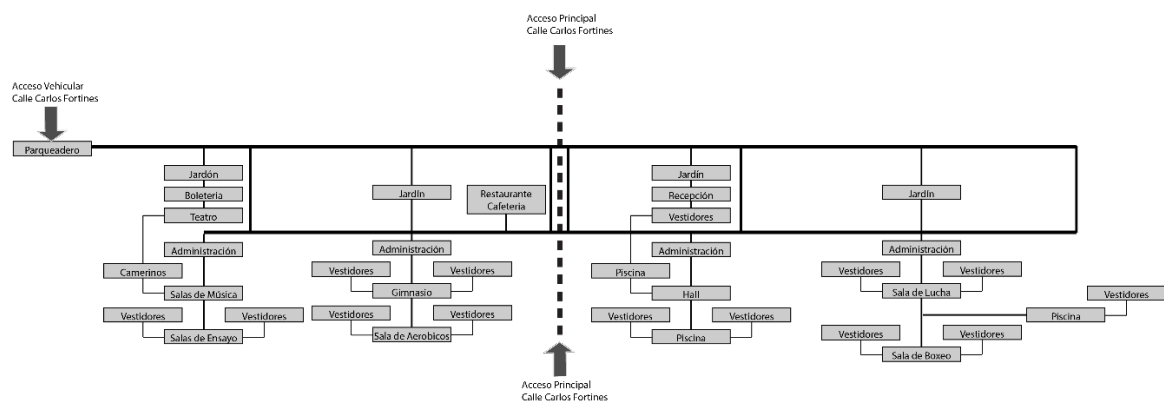 Acceso Principal
Calle Carlos Fortines
Acceso Vehicular
Calle Carlos Fortines
Parqueadero
Jardón
Boleteria
Teatro
Jardín
Restaurante
Cafeteria
Jardín
Recepción
Vestidores
Jardín
Administración
Camerinos
Salas de Música
Vestidores
Vestidores
Salas de Ensayo
Administración
Vestidores
Vestidores
Gimnasio
Vestidores
Vestidores
Sala de Aerobicos
Administración
Piscina
Hall
Vestidores
Vestidores
Piscina
Administración
Vestidores
Vestidores
Sala de Lucha
Vestidores
Piscina
Vestidores
Vestidores
Sala de Boxeo
Acceso Principal
Calle Carlos Fortines